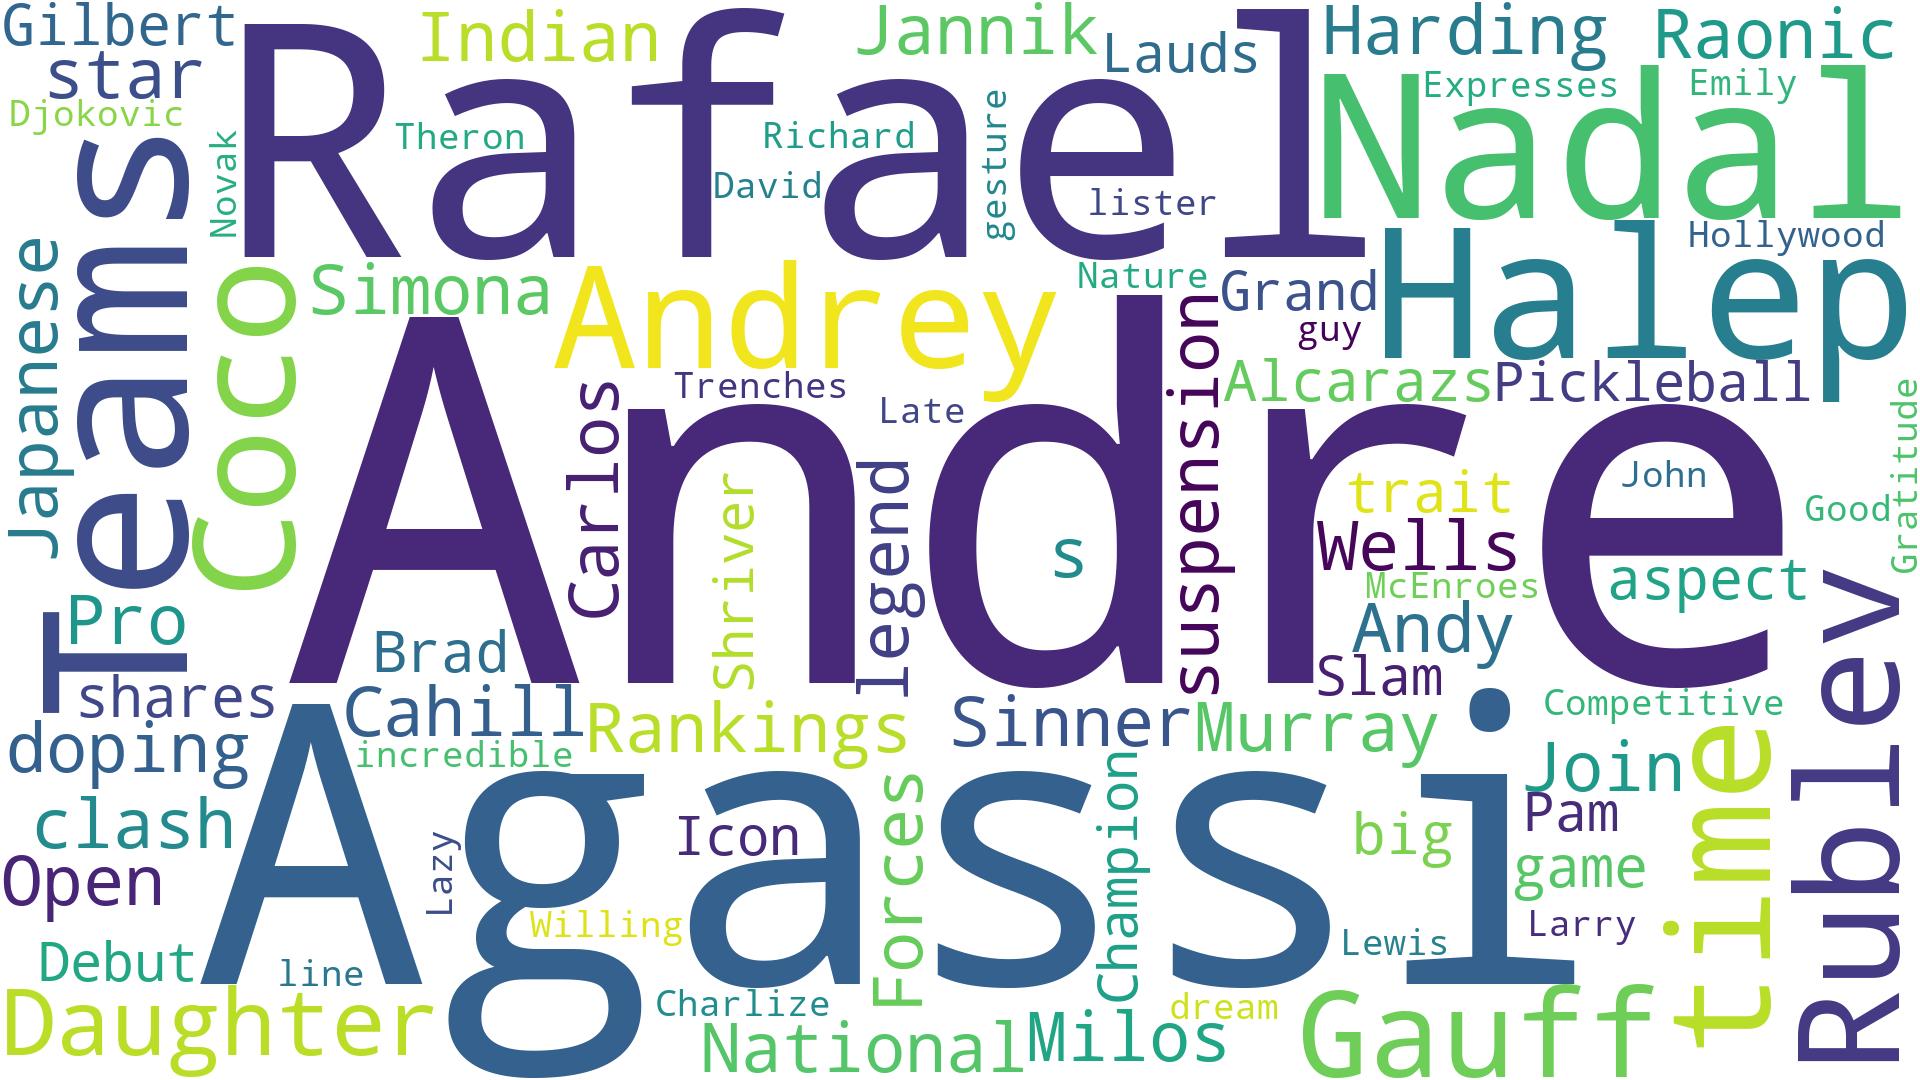 Gilbert
Rafael
Indian
Jannik
Lauds
Harding
Raonic
star
Djokovic
Novak
Theron
Richard
David
gesture
lister
Nadal
Expresses
Emily
Hollywood
Teams
Japanese
Coco
Simona
Andrey
Nature
Grand
guy
Halep
Andre
Carlos
Trenches
Late
suspension
Alcarazs
Pickleball
Gratitude
Shriver
legend
s
trait
John
Good
Wells
McEnroes
aspect
Andy
Slam
Pro
Brad
shares
Cahill
doping
incredible
Rankings
Sinner
Murray
Competitive
Rublev
Agassi
clash
Open
Lazy
Icon
Forces
Champion
big
Join
Pam
game
time
Larry
Lewis
Willing
Debut
line
Daughter
Charlize
National
Milos
dream
Gauff